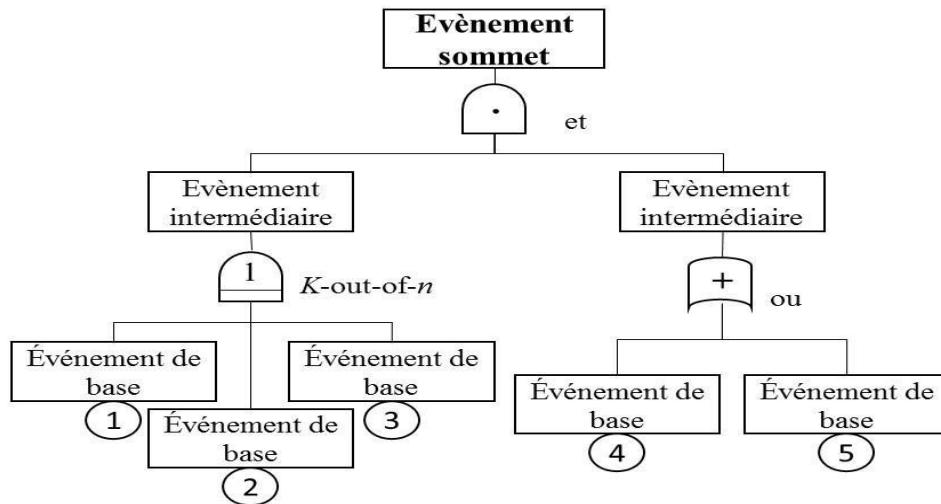 Evènement
sommet
·
et
Evènement
intermédiaire
Evènement
intermédiaire
1
K-out-of-n
+
ou
Événement de
base
1
Événement de
base
2
Événement de
base
3
Événement de
base
4
Événement de
base
5